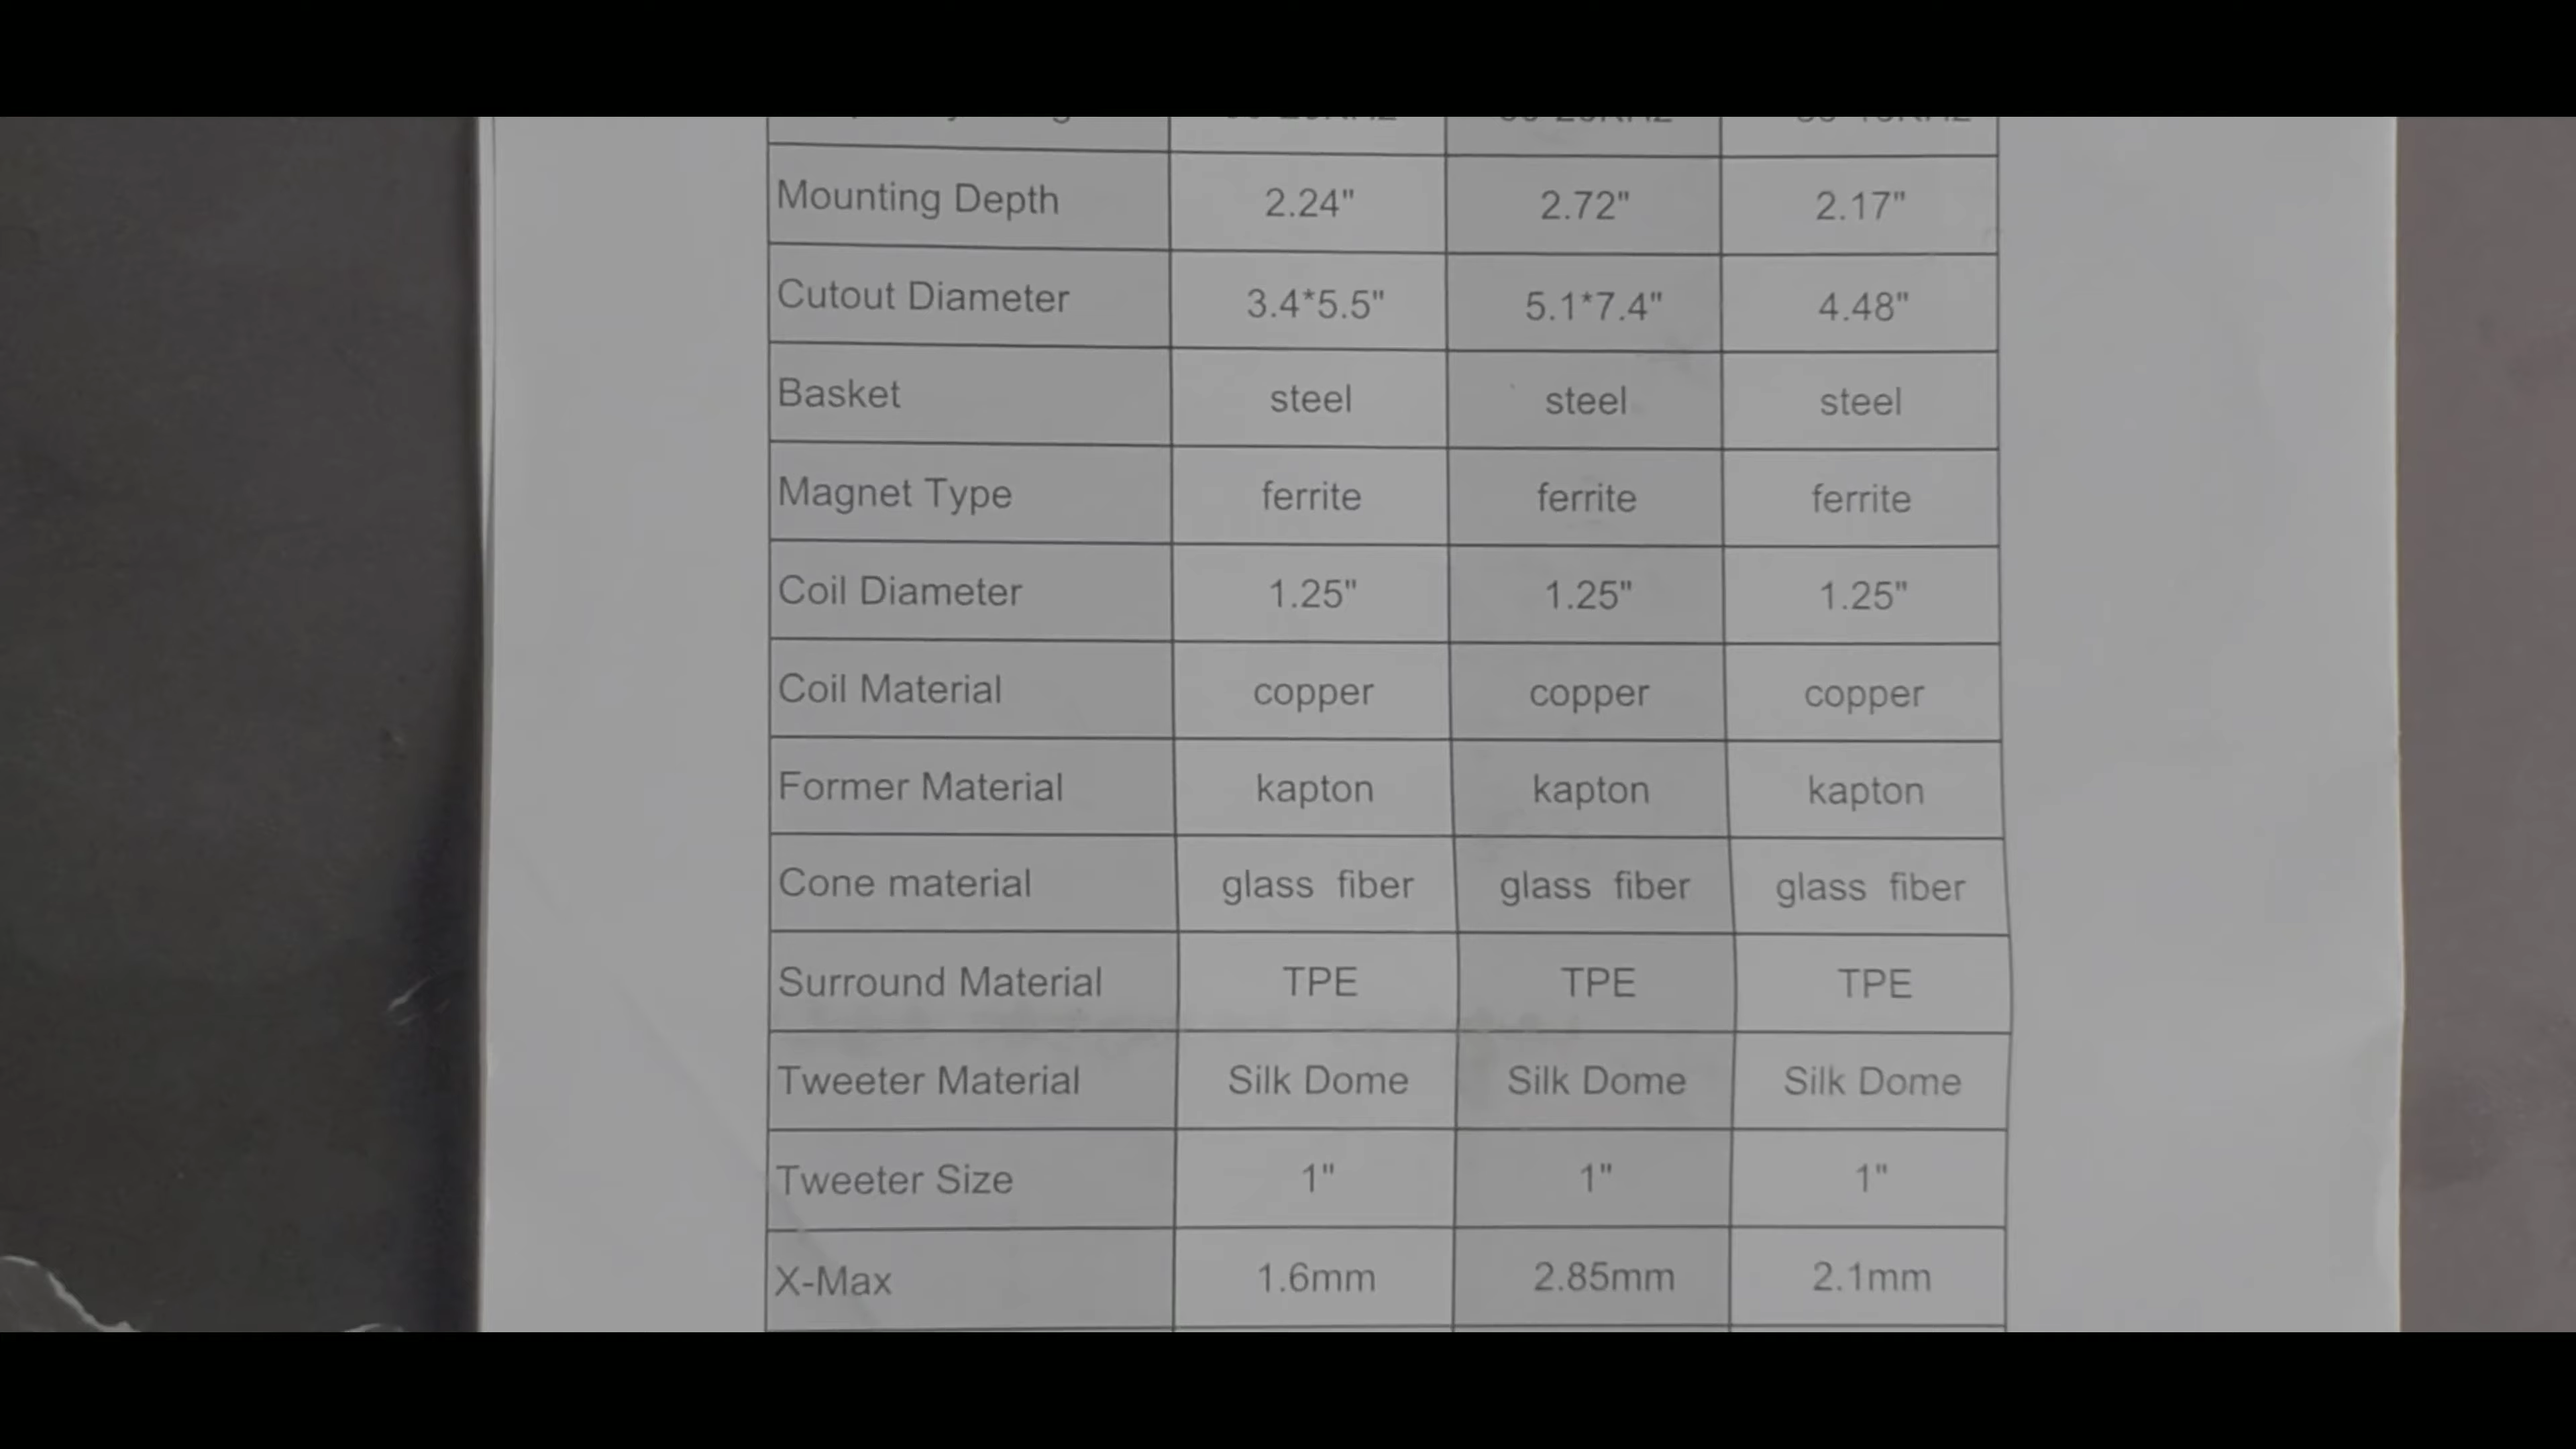 Mounting Depth 2.24" 2.72" 2.17"
Cutout Diameter 3.4*5.5" 5.1*7.4" 4.48"
Basket steel steel steel
Magnet Type ferrite ferrite ferrite
Coil Diameter 1.25" 1.25" 1.25"
Coil Material copper copper copper
Former Material kapton kapton kapton
Cone material glass fiber glass fiber glass fiber
Surround Material TPE TPE TPE
Tweeter Material Silk Dome Silk Dome Silk Dome
Tweeter Size 1" 1" 1"
X-Max 1.6mm 2.85mm 2.1mm